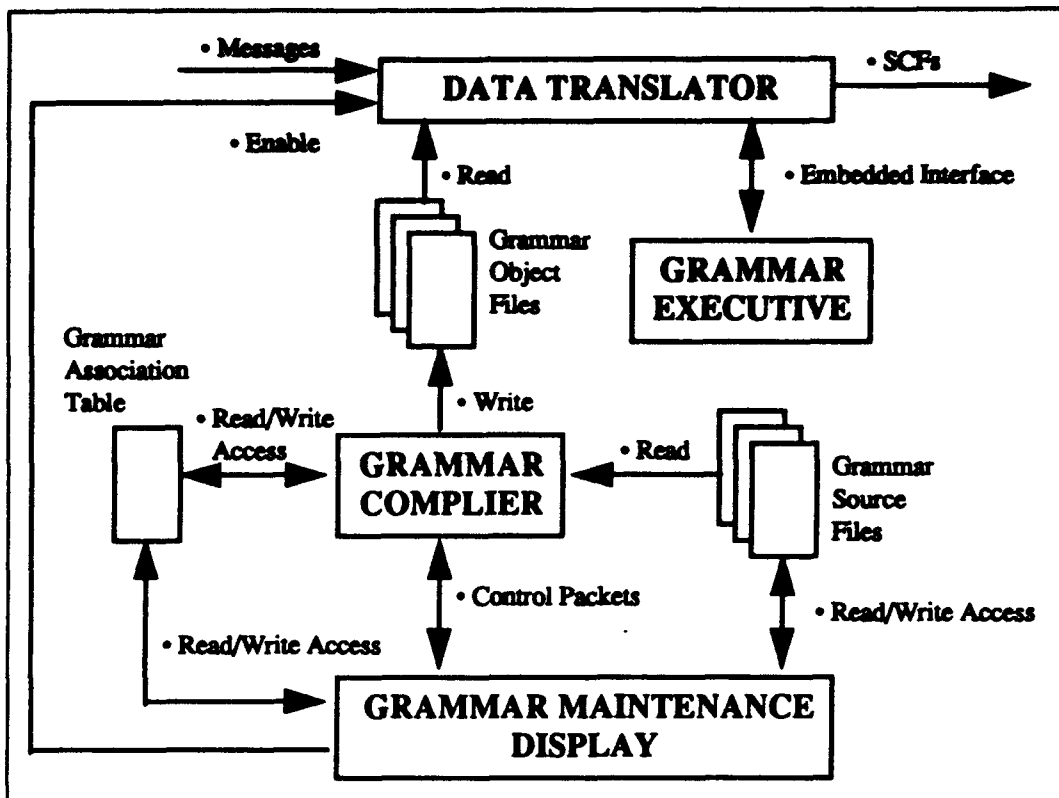 • Messages
• SCFs
DATA TRANSLATOR
• Enable
• Read
• Embedded Interface
Grammar
Object
Files
GRAMMAR
EXECUTIVE
Grammar
Association
Table
• Write
• Read/Write
Access
• Read
GRAMMAR
COMPLIER
Grammar
Source
Files
• Control Packets
• Read/Write Access
• Read/Write Access
GRAMMAR MAINTENANCE
DISPLAY